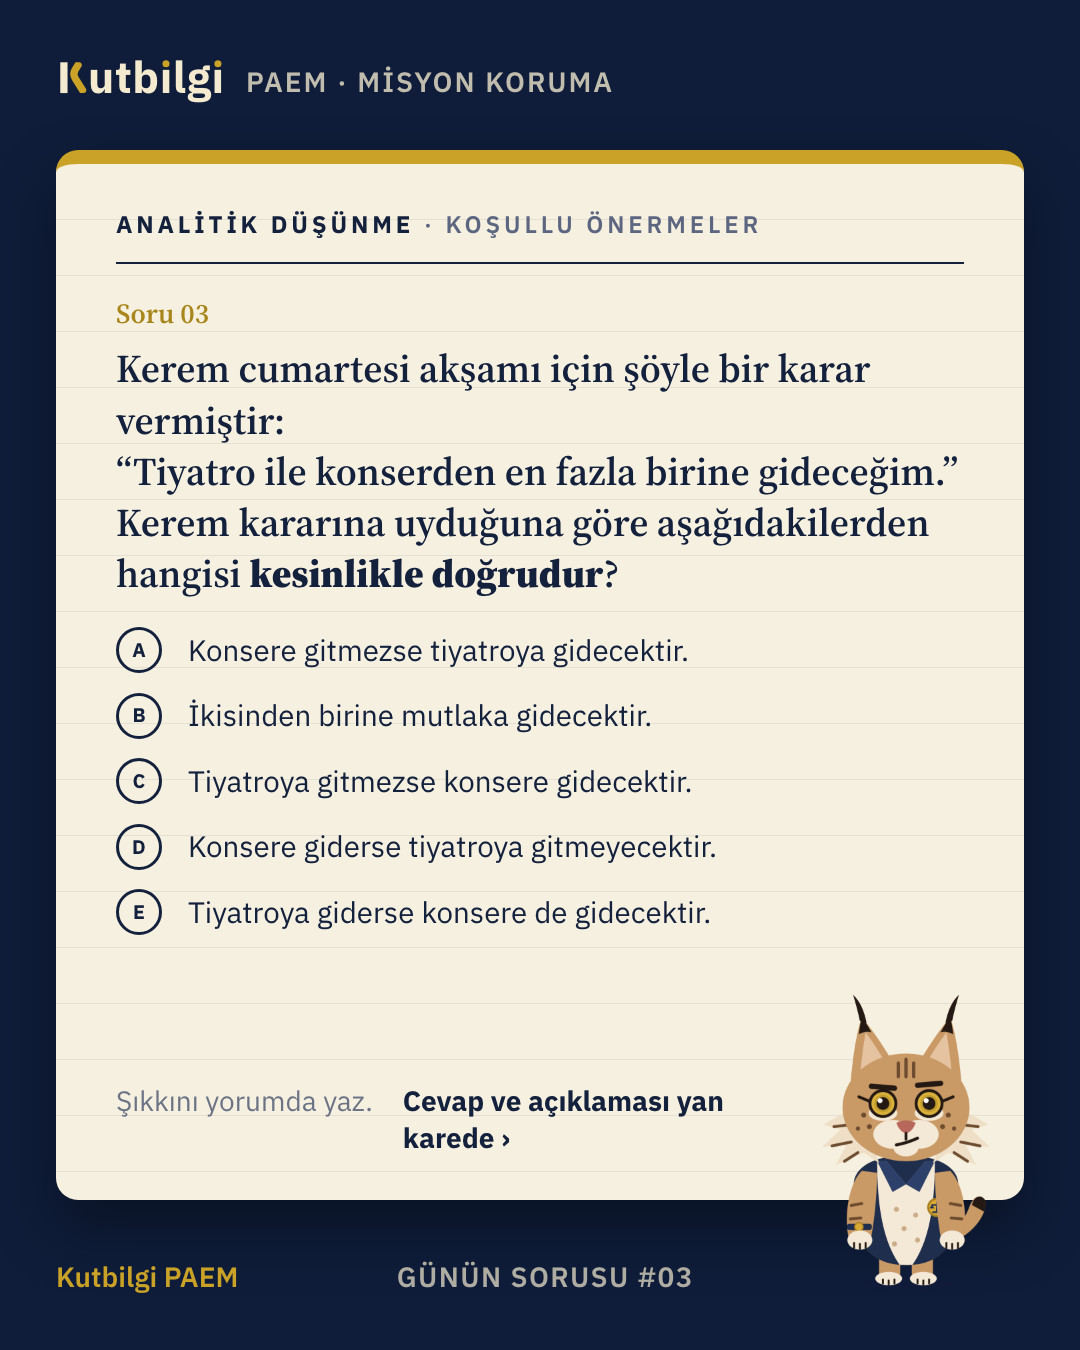 Kutbilgi PAEM · MİSYON KORUMA
ANALİTİK DÜŞÜNME · KOŞULLU ÖNERMELER
Soru 03
Kerem cumartesi akşamı için şöyle bir karar
vermiştir:
“Tiyatro ile konserden en fazla birine gideceğim.”
Kerem kararına uyduğuna göre aşağıdakilerden
hangisi kesinlikle doğrudur?
A Konsere gitmezse tiyatroya gidecektir.
B İkisinden birine mutlaka gidecektir.
C Tiyatroya gitmezse konsere gidecektir.
D Konsere giderse tiyatroya gitmeyecektir.
E Tiyatroya giderse konsere de gidecektir.
Şıkkını yorumda yaz. Cevap ve açıklaması yan
karede ›
Kutbilgi PAEM GÜNÜN SORUSU #03